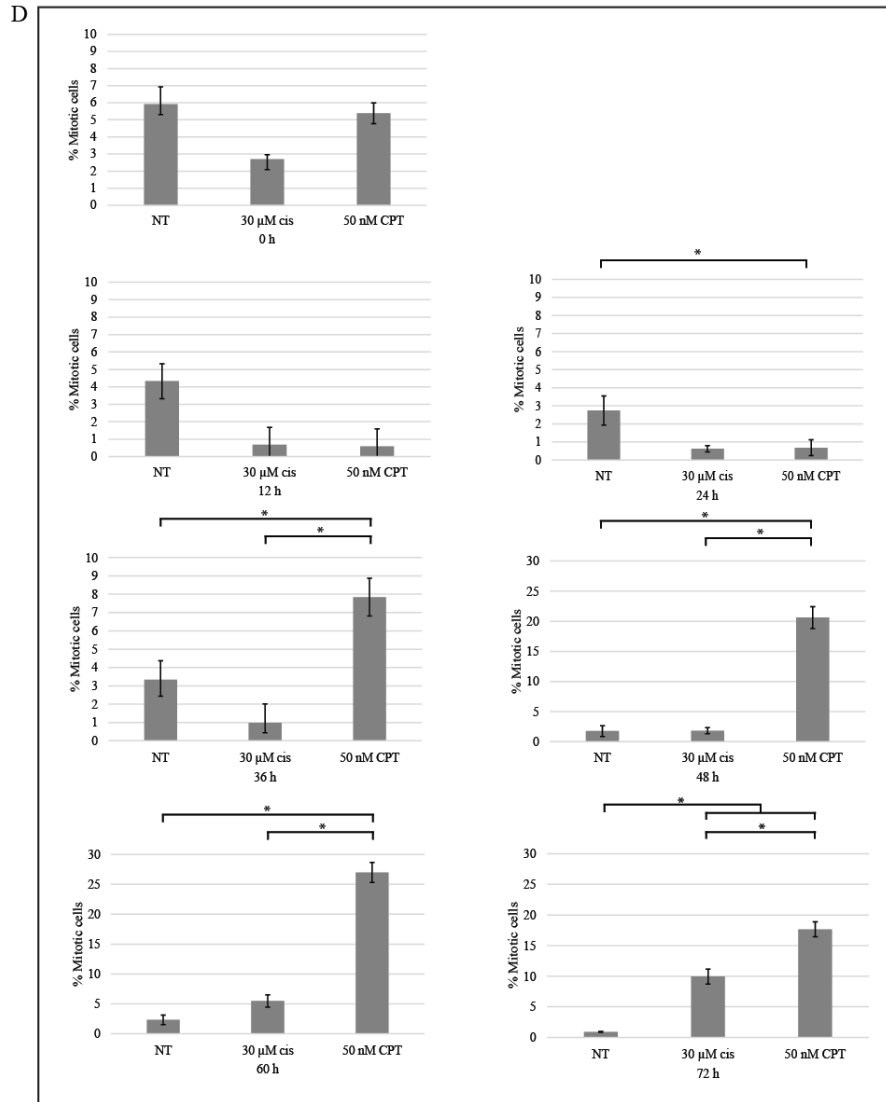 D
% Mitotic cells
10
9
8
7
6
5
4
3
2
1
0
NT
30 µM cis
50 nM CPT
0 h
% Mitotic cells
10
9
8
7
6
5
4
3
2
1
0
NT
30 µM cis
50 nM CPT
12 h
*
% Mitotic cells
10
9
8
7
6
5
4
3
2
1
0
NT
30 µM cis
50 nM CPT
24 h
*
*
% Mitotic cells
10
9
8
7
6
5
4
3
2
1
0
NT
30 µM cis
50 nM CPT
36 h
*
*
% Mitotic cells
30
25
20
15
10
5
0
NT
30 µM cis
50 nM CPT
48 h
*
*
% Mitotic cells
30
25
20
15
10
5
0
NT
30 µM cis
50 nM CPT
60 h
*
*
% Mitotic cells
30
25
20
15
10
5
0
NT
30 µM cis
50 nM CPT
72 h